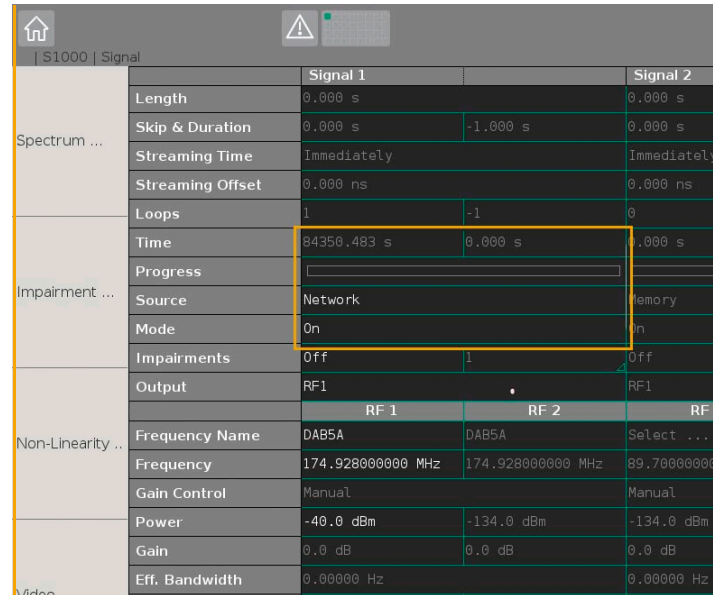 | S1000 | Signal
Signal 1 Signal 2
Length 0.000 s 0.000 s
Skip & Duration 0.000 s -1.000 s 0.000 s
Spectrum ...
Streaming Time Immediately Immediately
Streaming Offset 0.000 ns 0.000 ns
Loops 1 -1 0
Time 84350.483 s 0.000 s 0.000 s
Progress
Impairment ...
Source Network Memory
Mode On On
Impairments Off 1 Off
Output RF1 RF1
RF 1 RF 2 RF
Non-Linearity ..
Frequency Name DAB5A DAB5A Select ...
Frequency 174.928000000 MHz 174.928000000 MHz 89.7000000
Gain Control Manual Manual
Power -40.0 dBm -134.0 dBm -134.0 dBm
Gain 0.0 dB 0.0 dB 0.0 dB
Eff. Bandwidth 0.00000 Hz 0.00000 Hz
Video